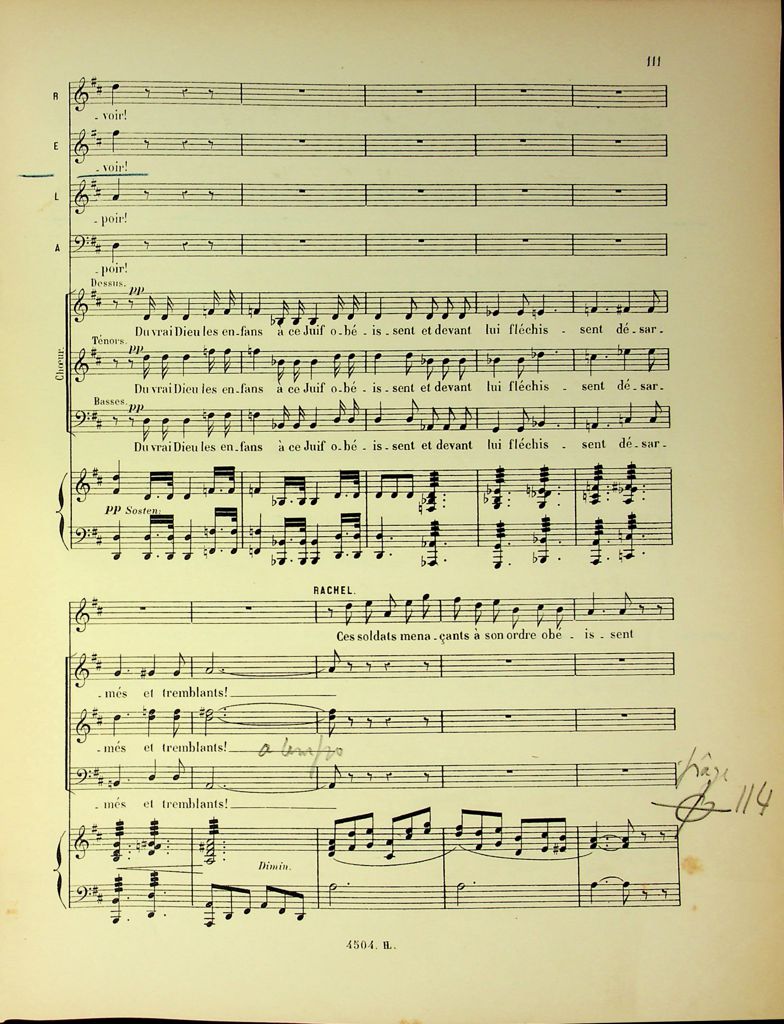 111
R
- voir!
E
- voir!
L
- poir!
A
- poir!
Dessus. pp
Du vrai Dieu les en - fans à ce Juif o - bé - is - sent et devant lui fléchis - sent dé - sar -
Chœur.
Ténors. pp
Du vrai Dieu les en - fans à ce Juif o - bé - is - sent et devant lui fléchis - sent dé - sar -
Basses. pp
Du vrai Dieu les en - fans à ce Juif o - bé - is - sent et devant lui fléchis - sent dé - sar -
pp Sosten:
RACHEL.
Ces soldats mena - çants à son ordre obé - is - sent
- més et tremblants!
- més et tremblants!
a tempo
- més et tremblants!
114
Dimin.
4504. H.